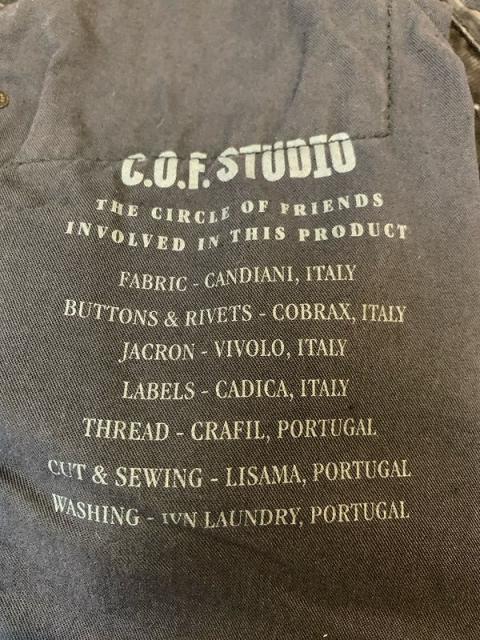 C.O.F. STUDIO
THE CIRCLE OF FRIENDS
INVOLVED IN THIS PRODUCT
FABRIC - CANDIANI, ITALY
BUTTONS & RIVETS - COBRAX, ITALY
JACRON - VIVOLO, ITALY
LABELS - CADICA, ITALY
THREAD - CRAFIL, PORTUGAL
CUT & SEWING - LISAMA, PORTUGAL
WASHING - LAUNDRY, PORTUGAL